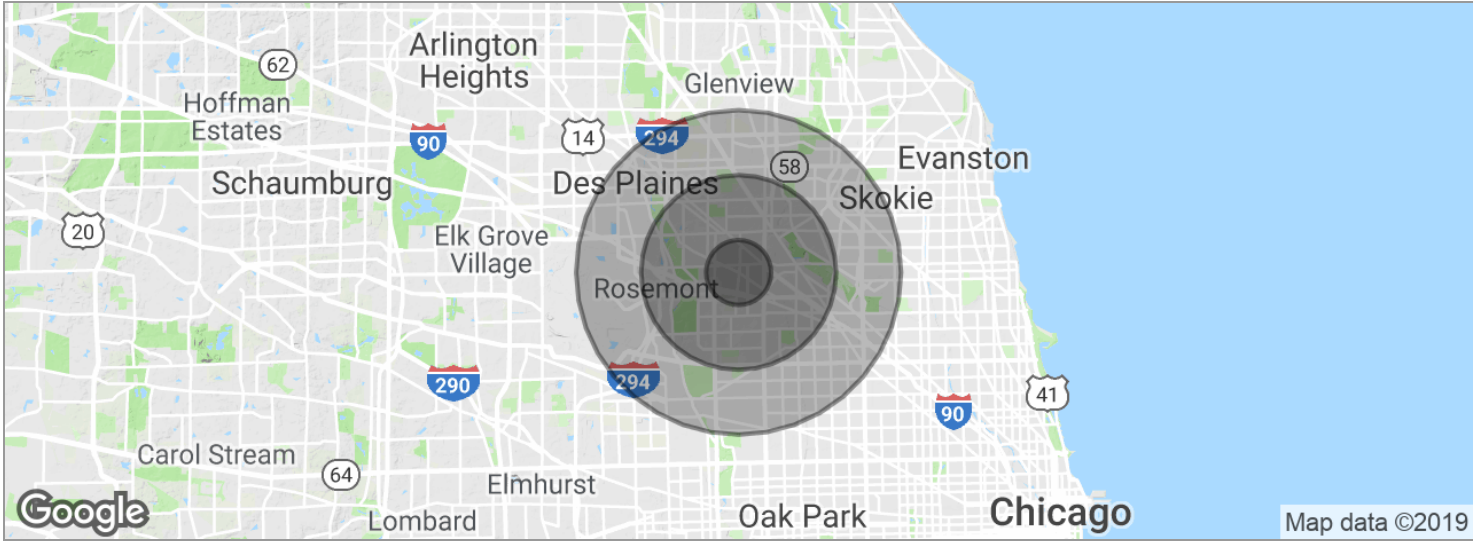 Arlington
Heights
62
Glenview
Hoffman
Estates
90
14
294
58
Evanston
Schaumburg
Des Plaines
Skokie
20
Elk Grove
Village
Rosemont
290
294
90
41
Carol Stream
64
Elmhurst
Google
Lombard
Oak Park
Chicago
Map data ©2019